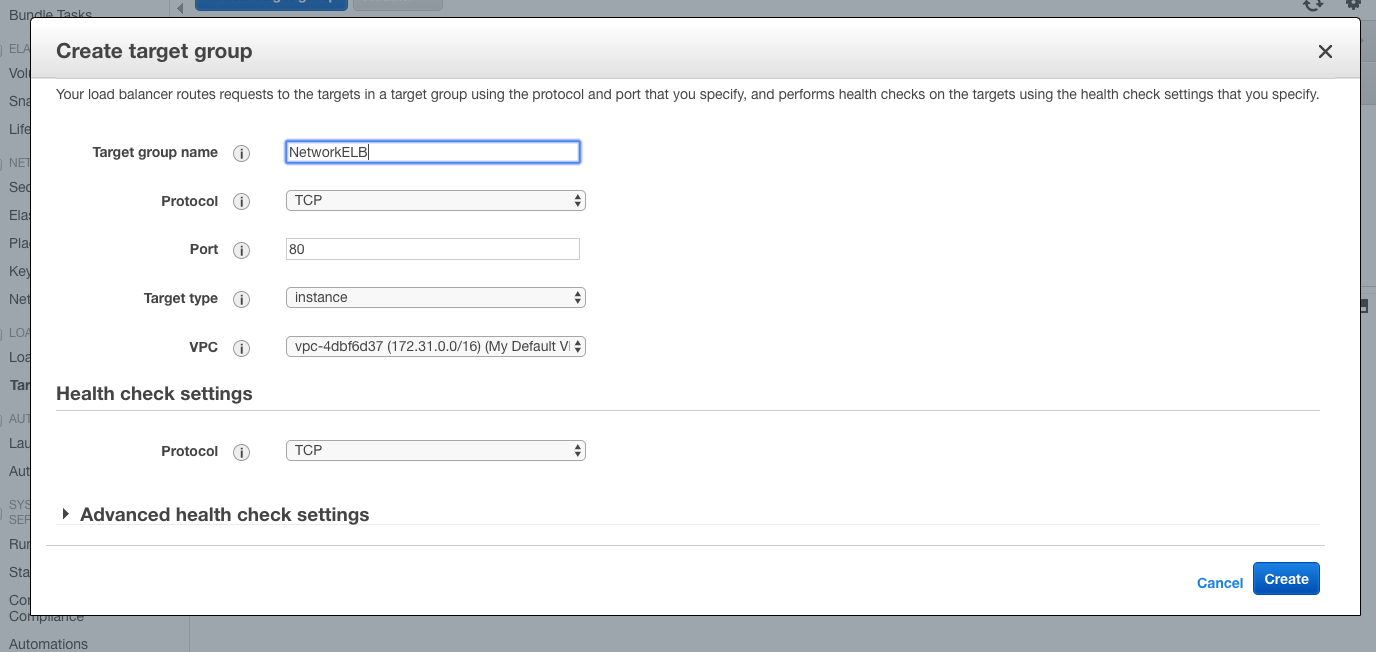 Bundle Tasks
Create target group
Your load balancer routes requests to the targets in a target group using the protocol and port that you specify, and performs health checks on the targets using the health check settings that you specify.
Target group name
NetworkELB
Protocol
TCP
Port
80
Target type
instance
VPC
vpc-4dbf6d37 (172.31.0.0/16) (My Default
Health check settings
Protocol
TCP
Advanced health check settings
Cancel
Create
Compliance
Automations